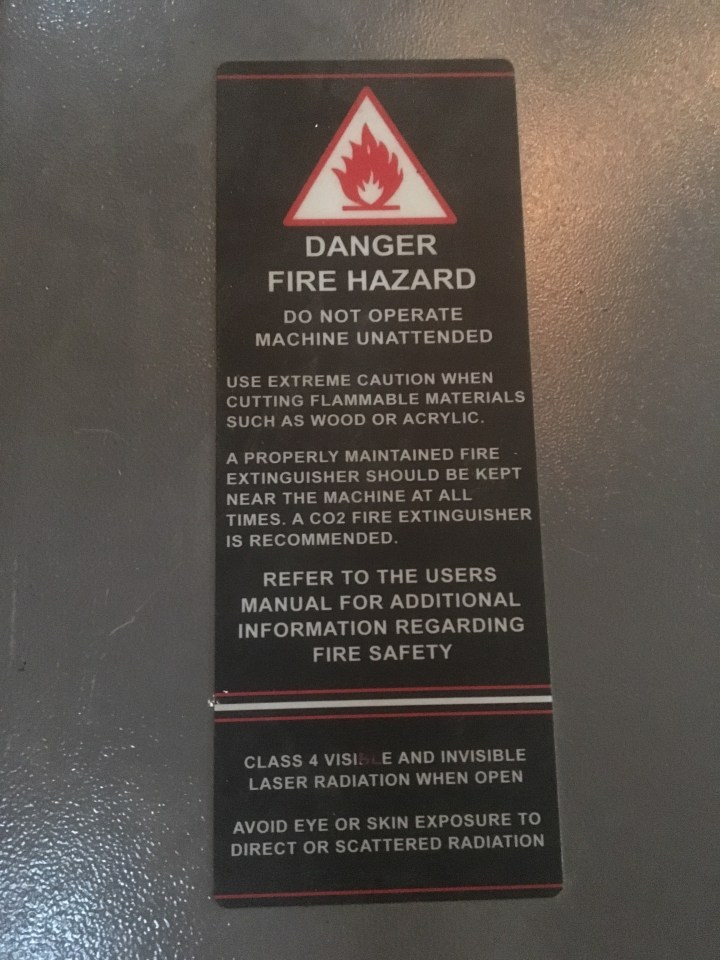 DANGER
FIRE HAZARD
DO NOT OPERATE
MACHINE UNATTENDED
USE EXTREME CAUTION WHEN
CUTTING FLAMMABLE MATERIALS
SUCH AS WOOD OR ACRYLIC.
A PROPERLY MAINTAINED FIRE
EXTINGUISHER SHOULD BE KEPT
NEAR THE MACHINE AT ALL
TIMES. A CO2 FIRE EXTINGUISHER
IS RECOMMENDED.
REFER TO THE USERS
MANUAL FOR ADDITIONAL
INFORMATION REGARDING
FIRE SAFETY
CLASS 4 VISIBLE AND INVISIBLE
LASER RADIATION WHEN OPEN
AVOID EYE OR SKIN EXPOSURE TO
DIRECT OR SCATTERED RADIATION